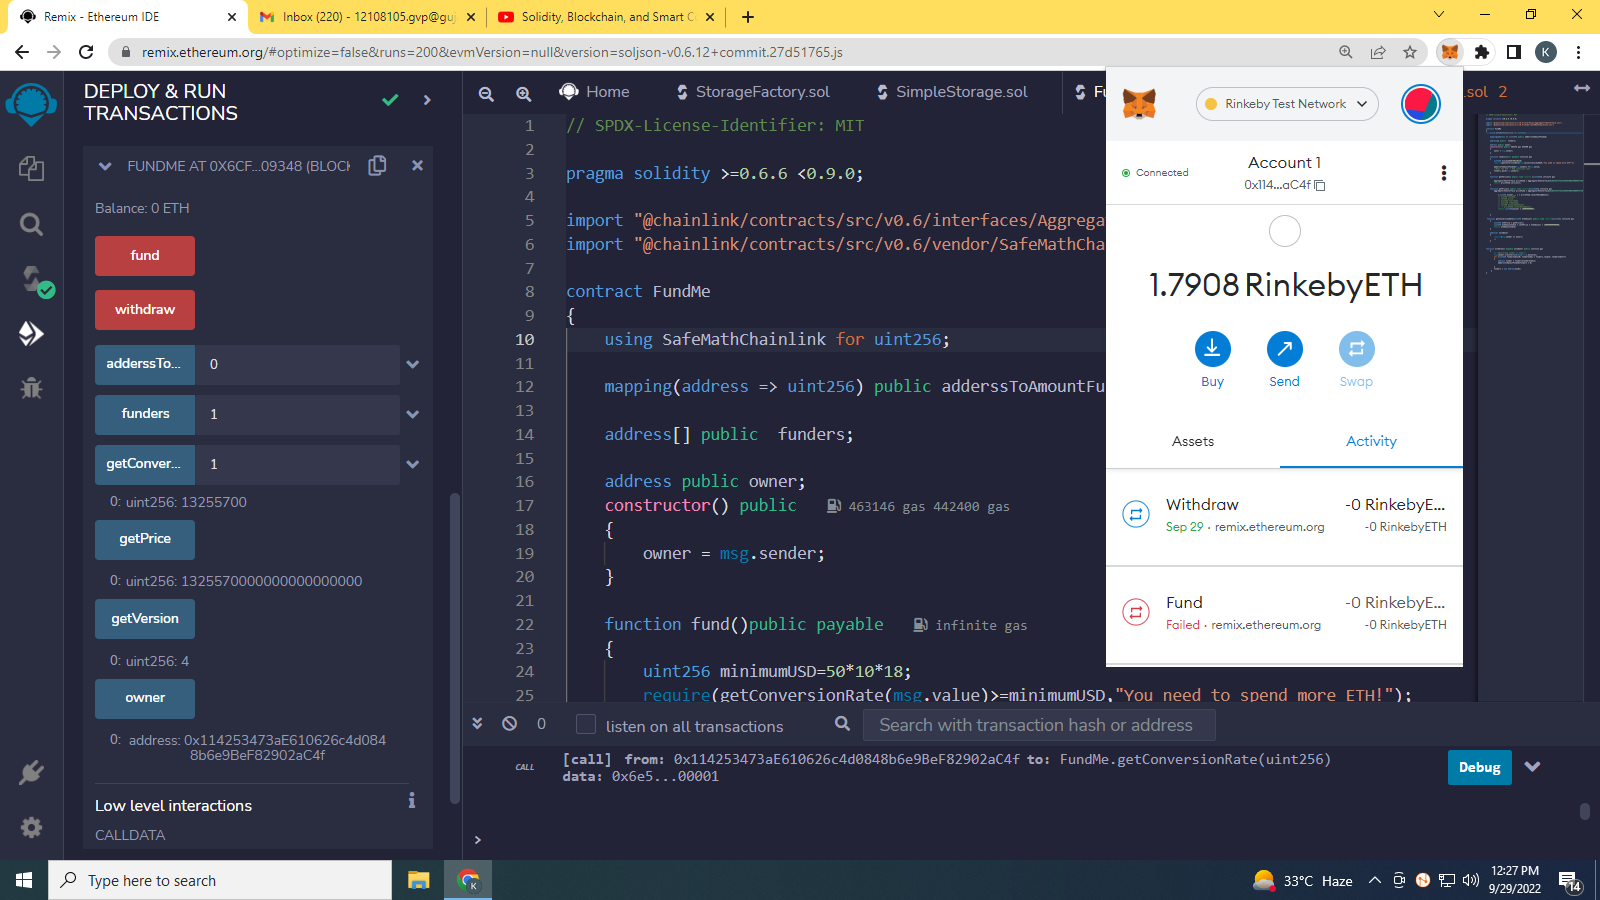 Remix - Ethereum IDE
Inbox (220) - 12108105.gvp@guj
Solidity, Blockchain, and Smart C
remix.ethereum.org/#optimize=false&runs=200&evmVersion=null&version=soljson-v0.6.12+commit.27d51765.js
K
DEPLOY & RUN
TRANSACTIONS
FUNDME AT 0X6CF...09348 (BLOCK
Balance: 0 ETH
fund
withdraw
adderssTo... 0
funders 1
getConver... 1
0: uint256: 13255700
getPrice
0: uint256: 1325570000000000000000
getVersion
0: uint256: 4
owner
0: address: 0x114253473aE610626c4d084
8b6e9BeF82902aC4f
Low level interactions
i
CALLDATA
Home
StorageFactory.sol
SimpleStorage.sol
Fu
.sol 2
1 // SPDX-License-Identifier: MIT
2
3 pragma solidity >=0.6.6 <0.9.0;
4
5 import "@chainlink/contracts/src/v0.6/interfaces/Aggrega
6 import "@chainlink/contracts/src/v0.6/vendor/SafeMathCha
7
8 contract FundMe
9 {
10 using SafeMathChainlink for uint256;
11
12 mapping(address => uint256) public adderssToAmountFu
13
14 address[] public  funders;
15
16 address public owner;
17 constructor() public 463146 gas 442400 gas
18 {
19 owner = msg.sender;
20 }
21
22 function fund()public payable infinite gas
23 {
24 uint256 minimumUSD=50*10*18;
25 require(getConversionRate(msg.value)>=minimumUSD,"You need to spend more ETH!");
Rinkeby Test Network
Connected
Account 1
0x114...aC4f
1.7908 RinkebyETH
Buy
Send
Swap
Assets
Activity
Withdraw -0 RinkebyE...
Sep 29 · remix.ethereum.org -0 RinkebyETH
Fund -0 RinkebyE...
Failed · remix.ethereum.org -0 RinkebyETH
0
listen on all transactions
Search with transaction hash or address
CALL
[call] from: 0x114253473aE610626c4d0848b6e9BeF82902aC4f to: FundMe.getConversionRate(uint256)
data: 0x6e5...00001
Debug
>
Type here to search
K
33°C Haze
12:27 PM
9/29/2022
14